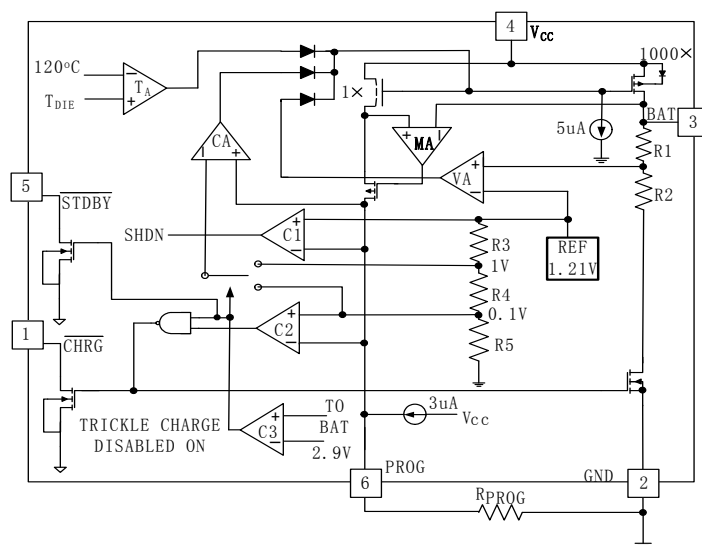 4
VCC
1000×
120°C
TDIE
−
+
TA
1×
BAT
3
5uA
+
−
MA
R1
−
+
CA
+
−
VA
R2
5
STDBY
SHDN
+
−
C1
R3
REF
1.21V
1V
R4
0.1V
1
CHRG
+
−
C2
R5
TRICKLE CHARGE
DISABLED ON
+
−
C3
TO
BAT
2.9V
3uA
VCC
PROG
6
GND
2
RPROG